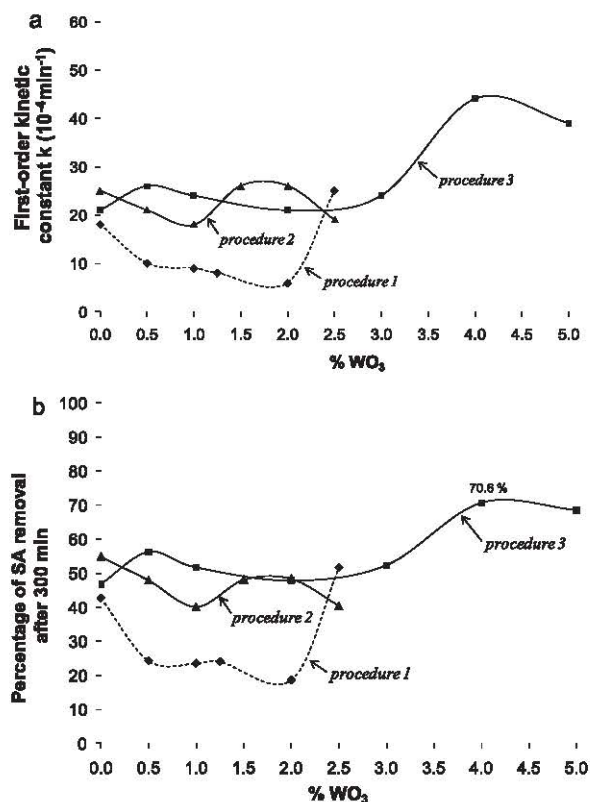 a
First-order kinetic
constant k (10⁻⁴min⁻¹)
60
50
40
30
20
10
0
procedure 3
procedure 2
procedure 1
0.0 0.5 1.0 1.5 2.0 2.5 3.0 3.5 4.0 4.5 5.0
% WO₃
b
Percentage of SA removal
after 300 min
100
90
80
70
60
50
40
30
20
10
0
70.6 %
procedure 3
procedure 2
procedure 1
0.0 0.5 1.0 1.5 2.0 2.5 3.0 3.5 4.0 4.5 5.0
% WO₃